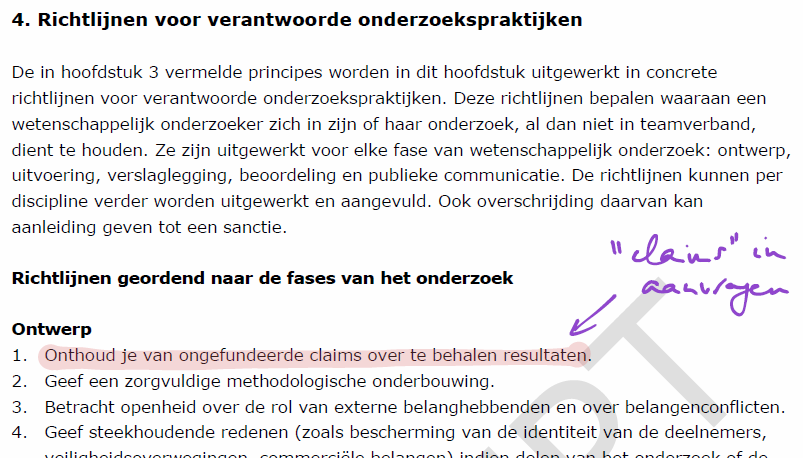 4. Richtlijnen voor verantwoorde onderzoekspraktijken
De in hoofdstuk 3 vermelde principes worden in dit hoofdstuk uitgewerkt in concrete
richtlijnen voor verantwoorde onderzoekspraktijken. Deze richtlijnen bepalen waaraan een
wetenschappelijk onderzoeker zich in zijn of haar onderzoek, al dan niet in teamverband,
dient te houden. Ze zijn uitgewerkt voor elke fase van wetenschappelijk onderzoek: ontwerp,
uitvoering, verslaglegging, beoordeling en publieke communicatie. De richtlijnen kunnen per
discipline verder worden uitgewerkt en aangevuld. Ook overschrijding daarvan kan
aanleiding geven tot een sanctie.
"claims" in
aanvragen
Richtlijnen geordend naar de fases van het onderzoek
Ontwerp
1. Onthoud je van ongefundeerde claims over te behalen resultaten.
2. Geef een zorgvuldige methodologische onderbouwing.
3. Betracht openheid over de rol van externe belanghebbenden en over belangenconflicten.
4. Geef steekhoudende redenen (zoals bescherming van de identiteit van de deelnemers,
veiligheidsoverwegingen, commerciële belangen) indien delen van het onderzoek of de
PT